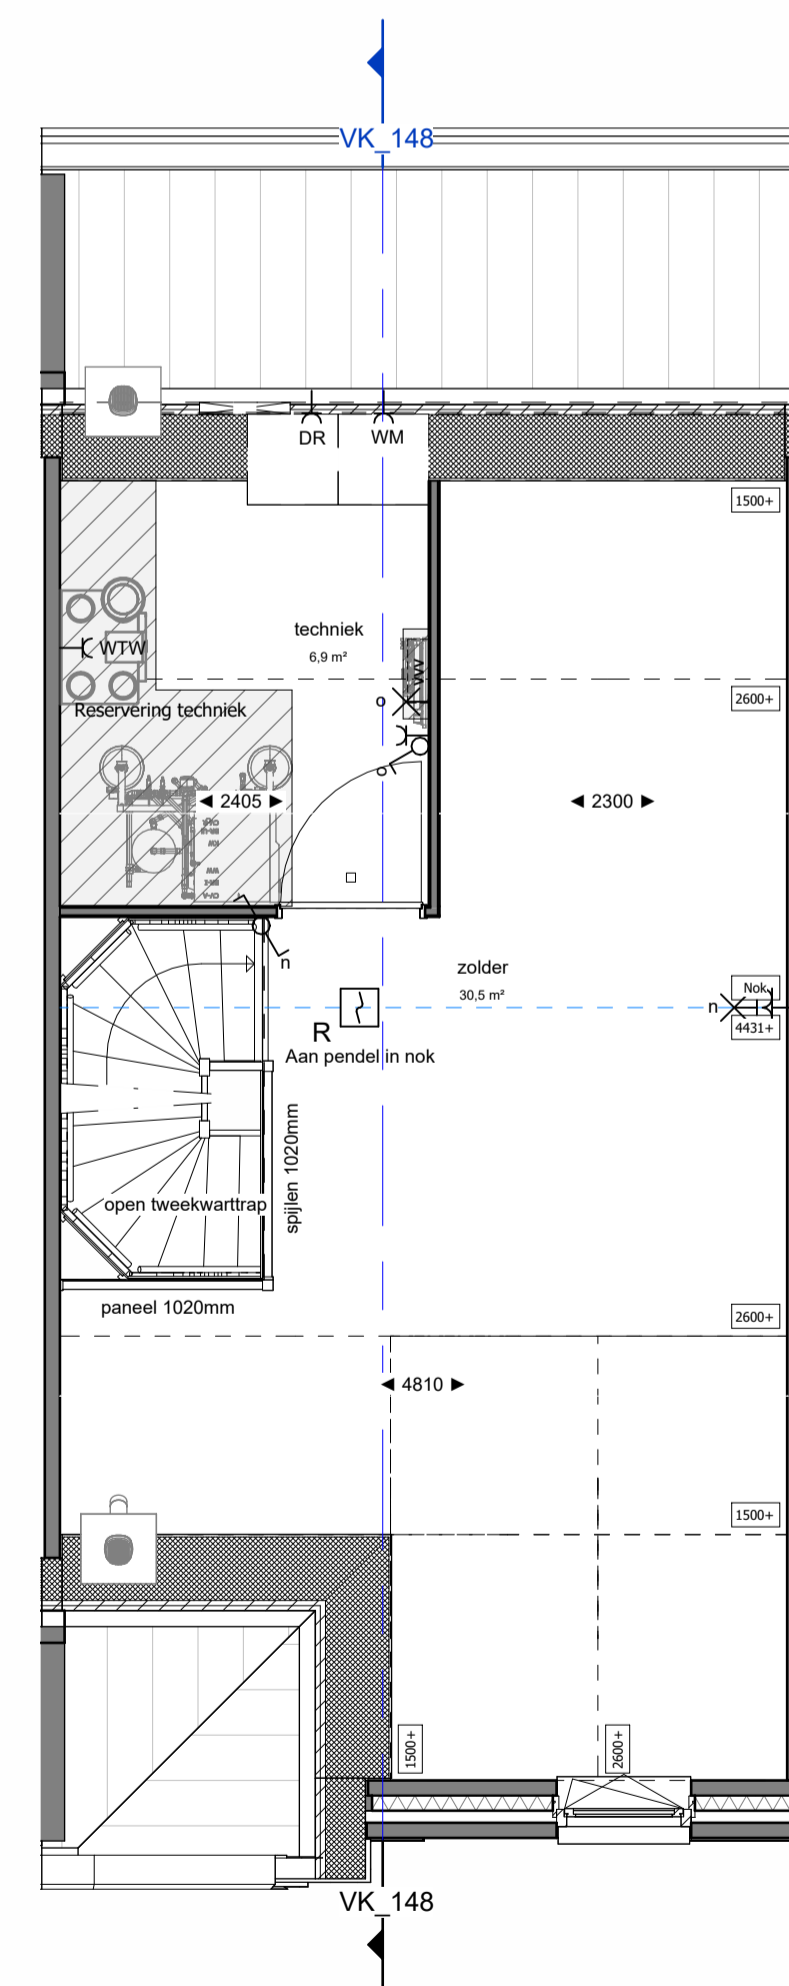 VK_148
DR
WM
1500+
techniek
6,9 m²
WTW
VV
o
2600+
Reservering techniek
o
2405
2300
n
zolder
30,5 m²
Nok
n
4431+
R
Aan pendel in nok
spijlen 1020mm
open tweekwarttrap
paneel 1020mm
2600+
4810
1500+
1500+
2600+
VK_148